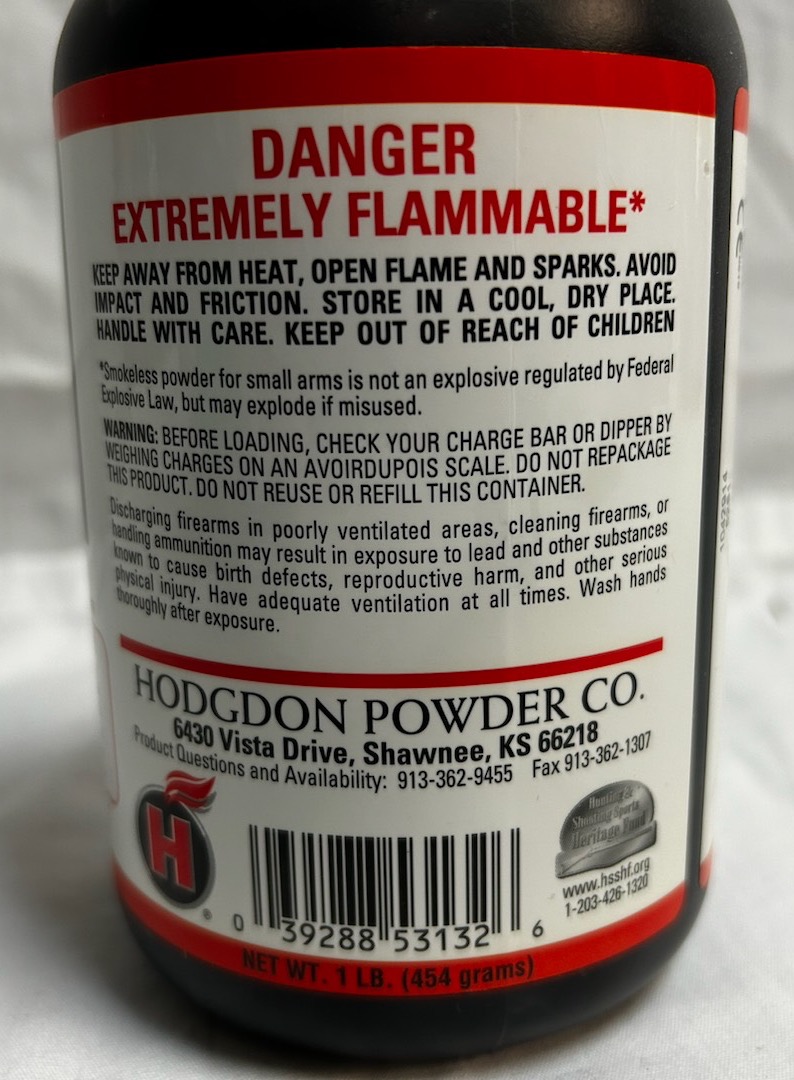 DANGER
EXTREMELY FLAMMABLE*
KEEP AWAY FROM HEAT, OPEN FLAME AND SPARKS. AVOID
IMPACT AND FRICTION. STORE IN A COOL, DRY PLACE.
HANDLE WITH CARE. KEEP OUT OF REACH OF CHILDREN
*Smokeless powder for small arms is not an explosive regulated by Federal
Explosive Law, but may explode if misused.
WARNING: BEFORE LOADING, CHECK YOUR CHARGE BAR OR DIPPER BY
WEIGHING CHARGES ON AN AVOIRDUPOIS SCALE. DO NOT REPACKAGE
THIS PRODUCT. DO NOT REUSE OR REFILL THIS CONTAINER.
Discharging firearms in poorly ventilated areas, cleaning firearms, or
handling ammunition may result in exposure to lead and other substances
known to cause birth defects, reproductive harm, and other serious
physical injury. Have adequate ventilation at all times. Wash hands
thoroughly after exposure.
HODGDON POWDER CO.
6430 Vista Drive, Shawnee, KS 66218
Product Questions and Availability: 913-362-9455 Fax 913-362-1307
H
®
Hunting &
Shooting Sports
Heritage Fund
www.hsshf.org
1-203-426-1320
0 39288 53132 6
NET WT. 1 LB. (454 grams)